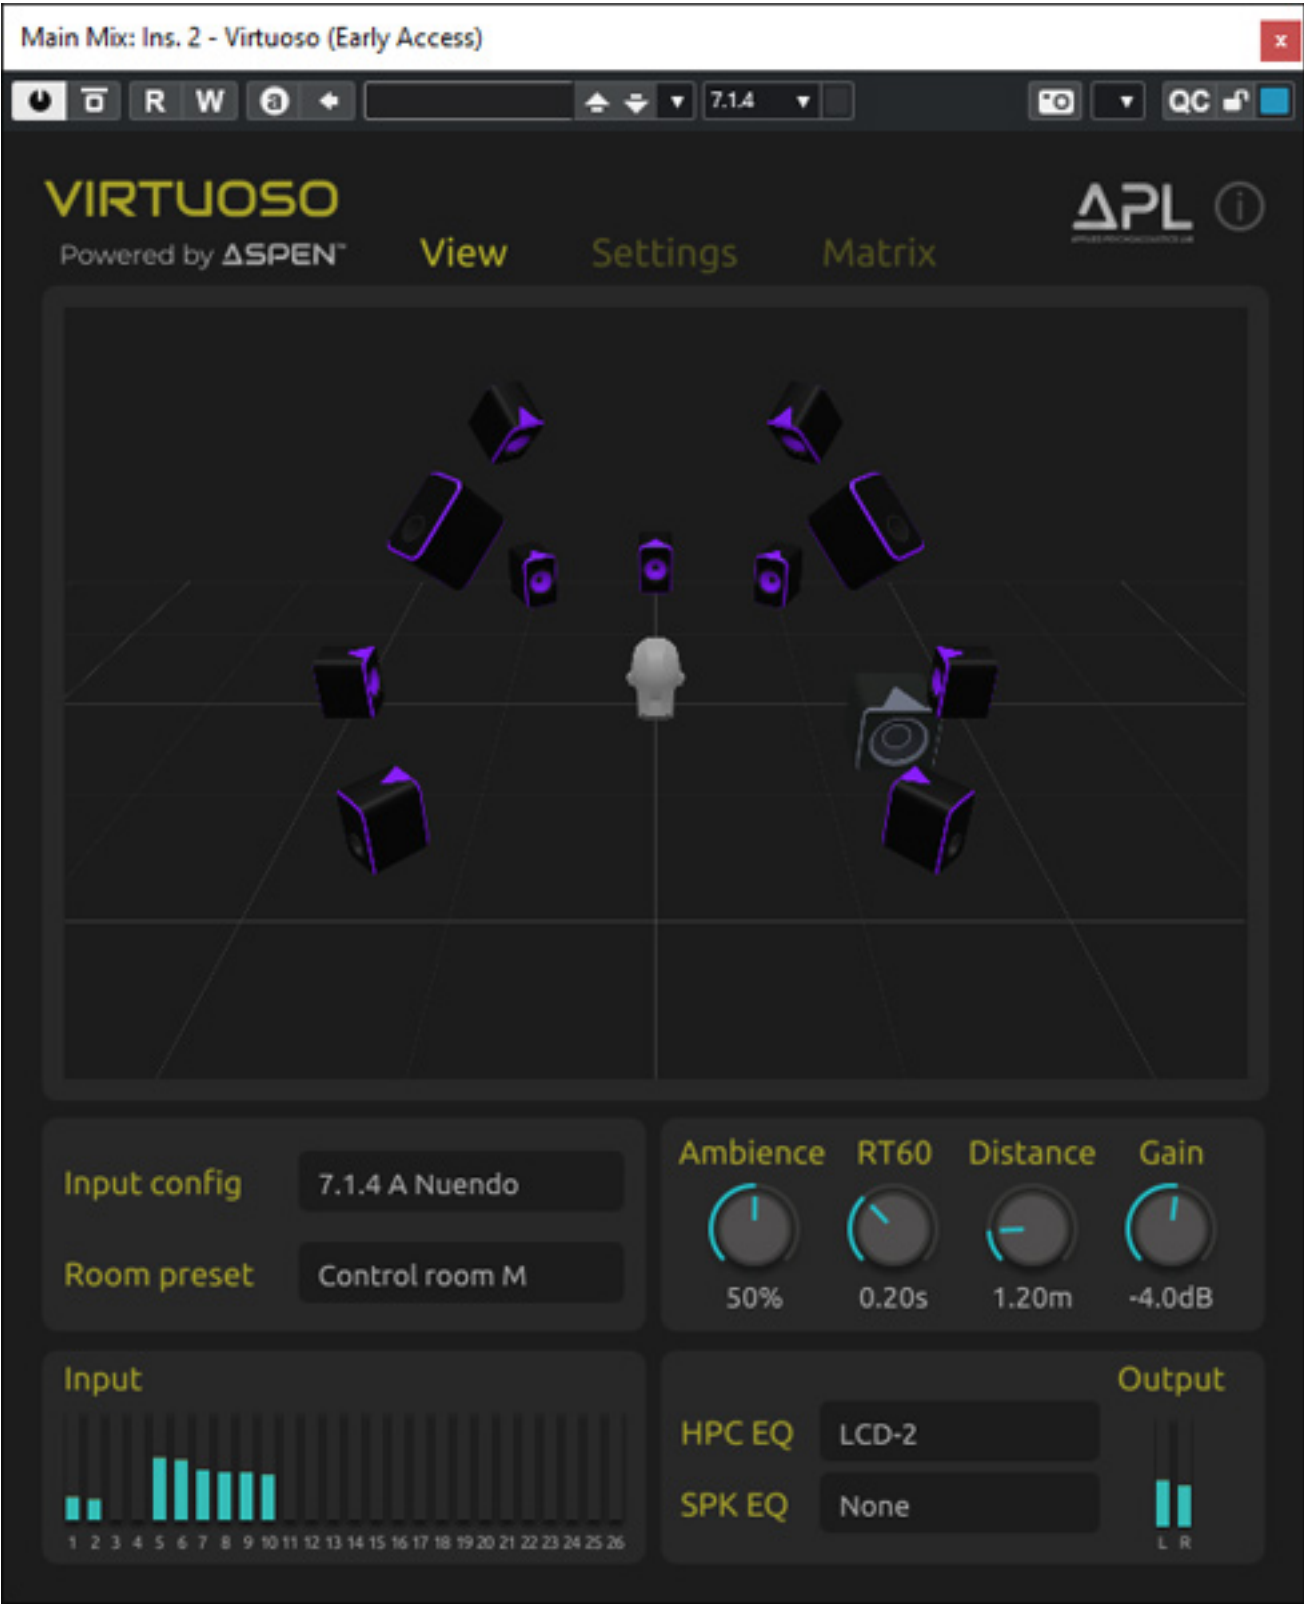 Main Mix: Ins. 2 - Virtuoso (Early Access)
x
R W a 7.1.4 QC
VIRTUOSO
Powered by ASPEN™
View Settings Matrix
APL i
Input config 7.1.4 A Nuendo
Room preset Control room M
Ambience RT60 Distance Gain
50% 0.20s 1.20m -4.0dB
Input
1 2 3 4 5 6 7 8 9 10 11 12 13 14 15 16 17 18 19 20 21 22 23 24 25 26
Output
HPC EQ LCD-2
SPK EQ None
L R